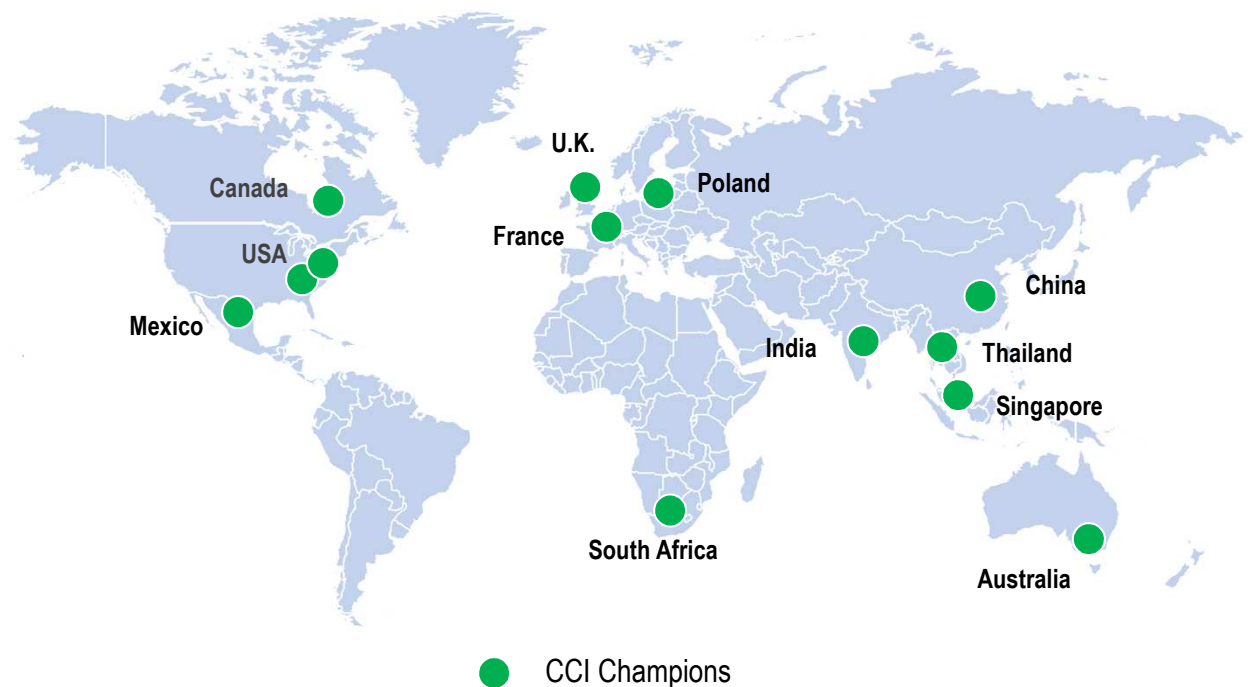 U.K.
Canada
Poland
France
USA
China
Mexico
India
Thailand
Singapore
South Africa
Australia
CCI Champions